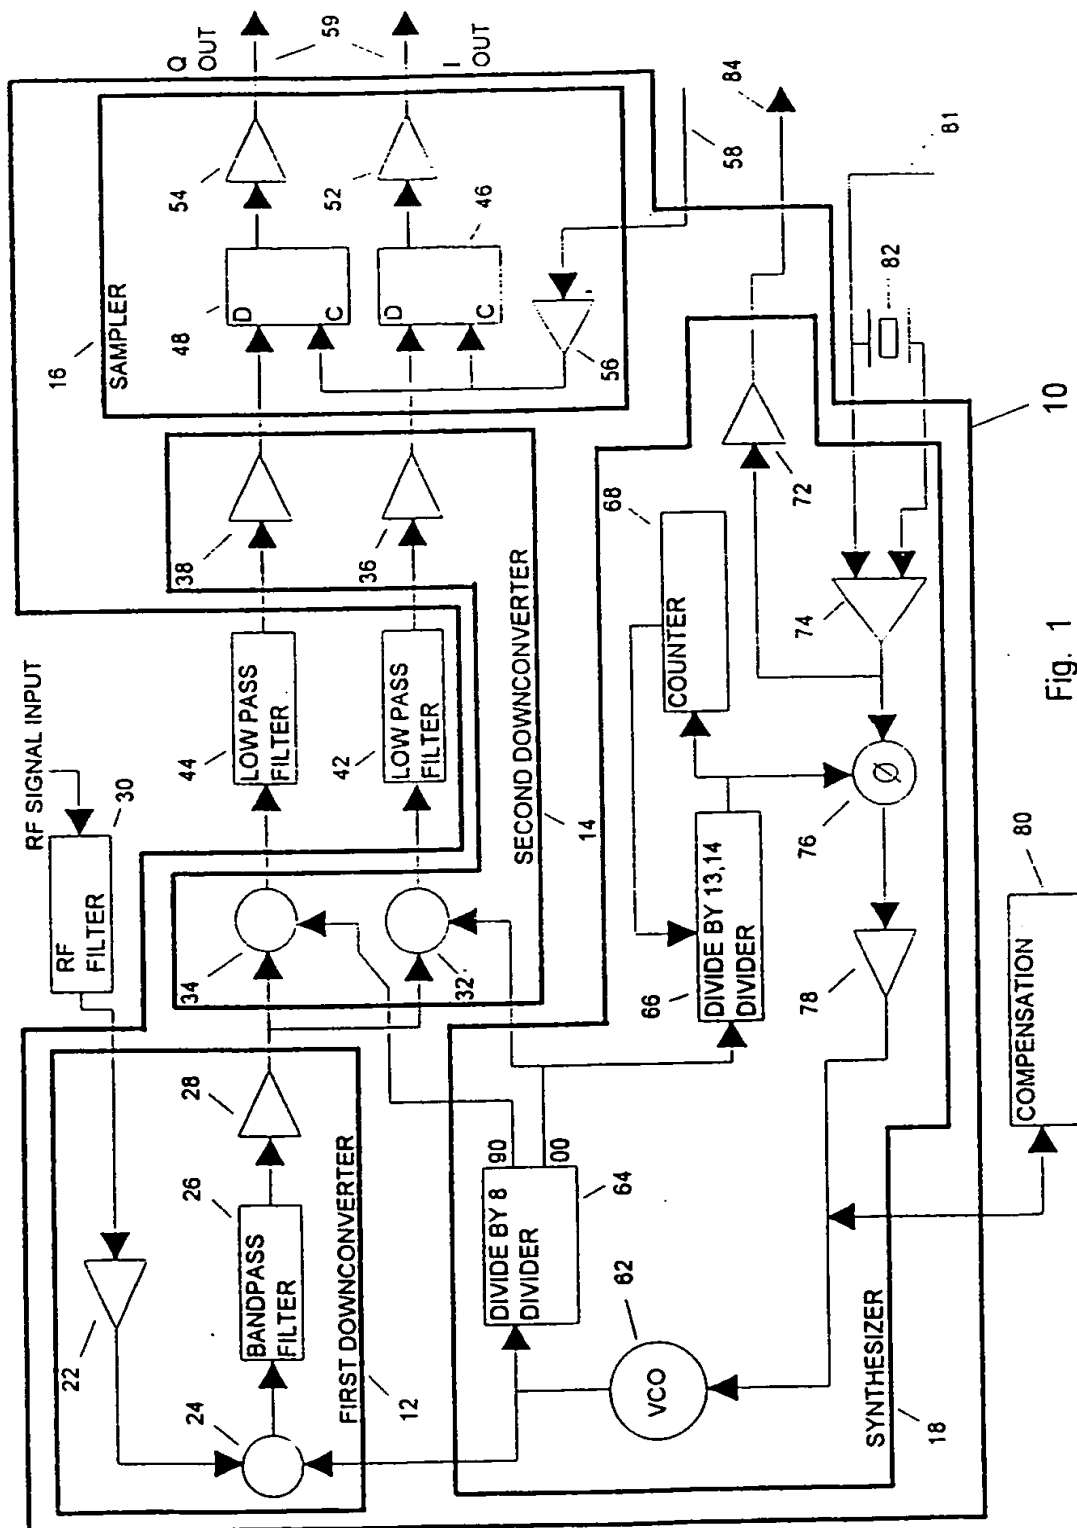 RF SIGNAL INPUT
RF
FILTER
30
22
24
BANDPASS
FILTER
26
28
FIRST DOWNCONVERTER
12
34
32
LOW PASS
FILTER
44
LOW PASS
FILTER
42
38
36
SECOND DOWNCONVERTER
14
16
SAMPLER
48
D
C
D
C
46
54
52
56
Q
OUT
59
I
OUT
58
84
81
82
DIVIDE BY 8
DIVIDER
90
00
64
62
VCO
66
DIVIDE BY 13,14
DIVIDER
COUNTER
68
72
74
76
Ø
78
SYNTHESIZER
18
COMPENSATION
80
10
Fig. 1